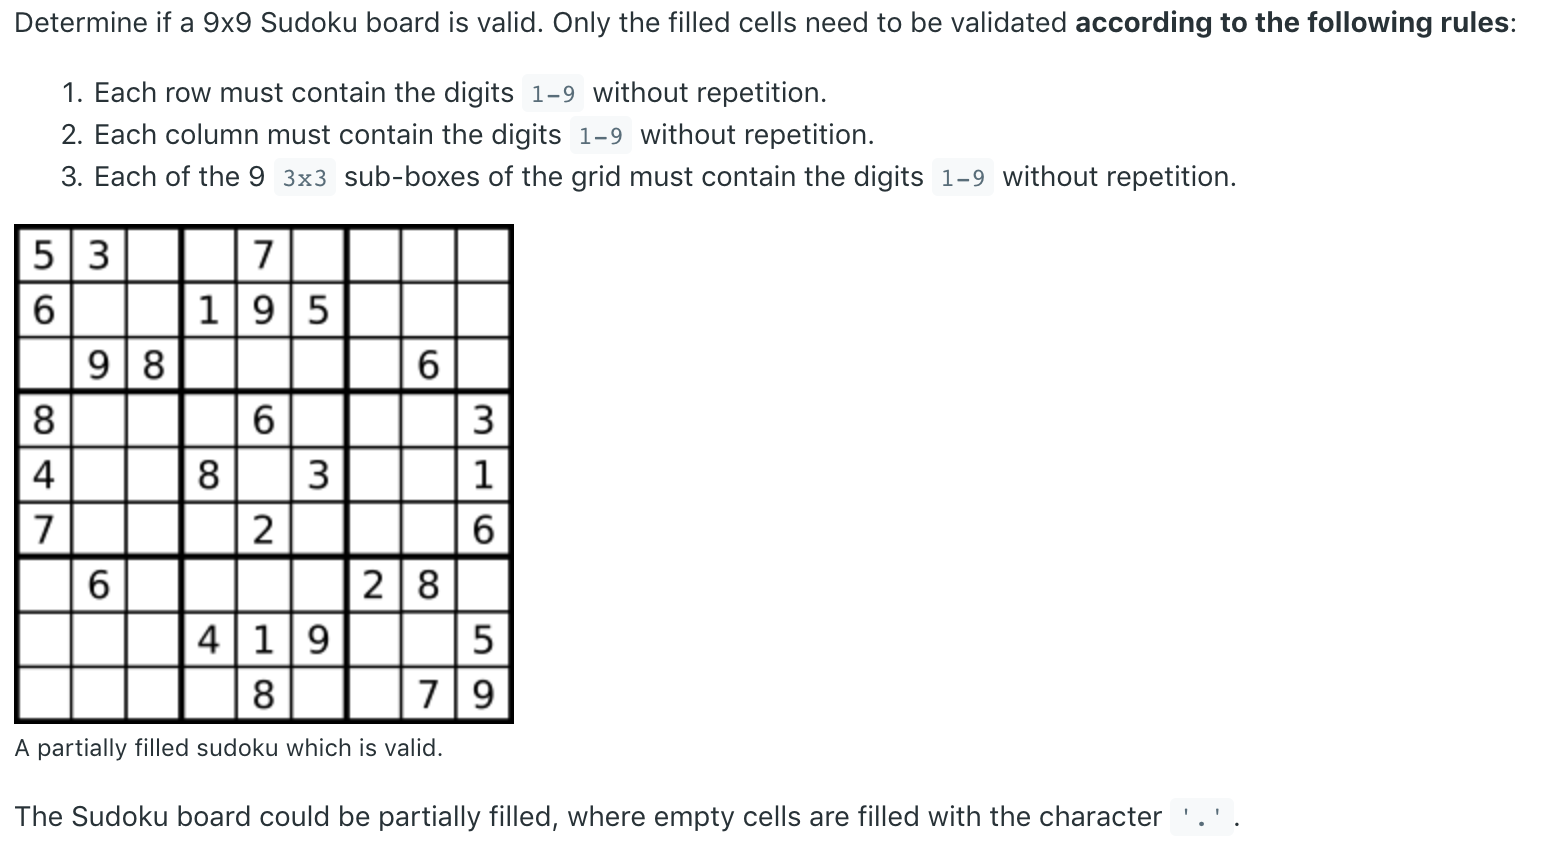 Determine if a 9x9 Sudoku board is valid. Only the filled cells need to be validated according to the following rules:
1. Each row must contain the digits 1-9 without repetition.
2. Each column must contain the digits 1-9 without repetition.
3. Each of the 9 3x3 sub-boxes of the grid must contain the digits 1-9 without repetition.
5 3 7
6 1 9 5
9 8 6
8 6 3
4 8 3 1
7 2 6
6 2 8
4 1 9 5
8 7 9
A partially filled sudoku which is valid.
The Sudoku board could be partially filled, where empty cells are filled with the character '.'.